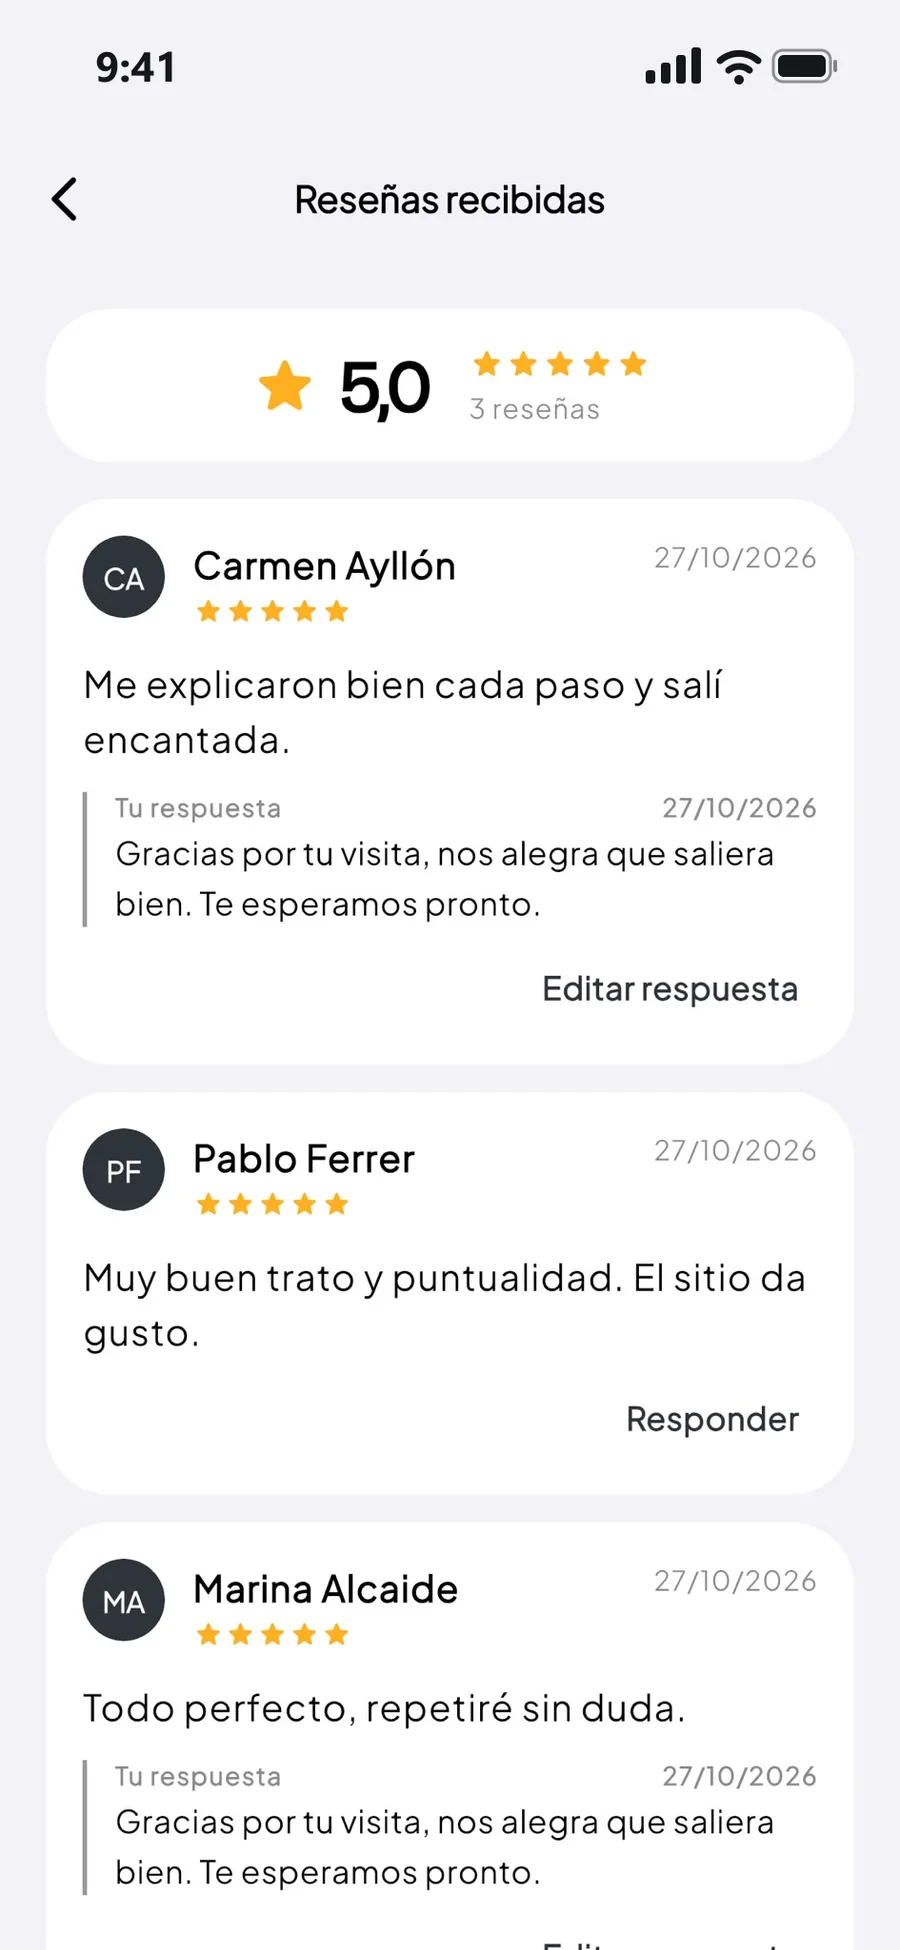 9:41
Reseñas recibidas
5,0
3 reseñas
CA
Carmen Ayllón
27/10/2026
Me explicaron bien cada paso y salí
encantada.
Tu respuesta
27/10/2026
Gracias por tu visita, nos alegra que saliera
bien. Te esperamos pronto.
Editar respuesta
PF
Pablo Ferrer
27/10/2026
Muy buen trato y puntualidad. El sitio da
gusto.
Responder
MA
Marina Alcaide
27/10/2026
Todo perfecto, repetiré sin duda.
Tu respuesta
27/10/2026
Gracias por tu visita, nos alegra que saliera
bien. Te esperamos pronto.